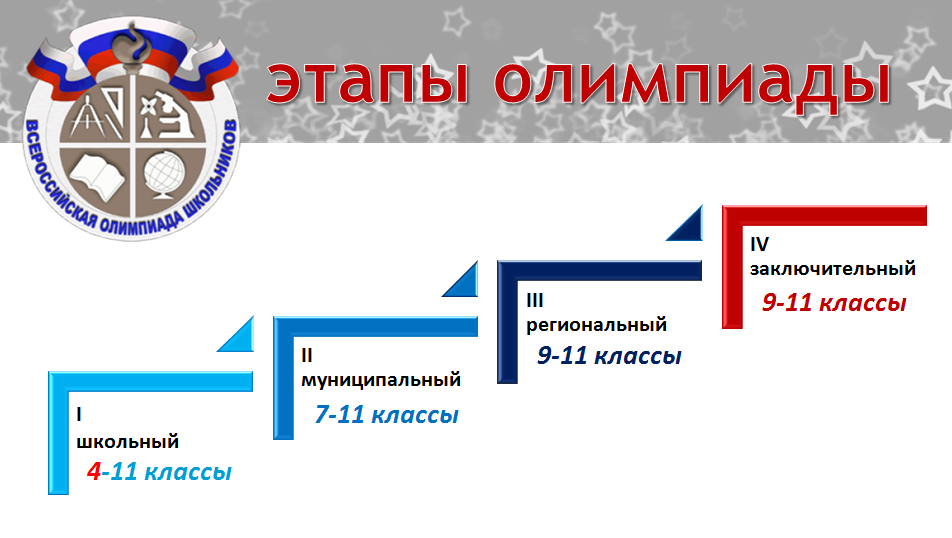 этапы олимпиады
ВСЕРОССИЙСКАЯ ОЛИМПИАДА ШКОЛЬНИКОВ
I
школьный
4-11 классы
II
муниципальный
7-11 классы
III
региональный
9-11 классы
IV
заключительный
9-11 классы